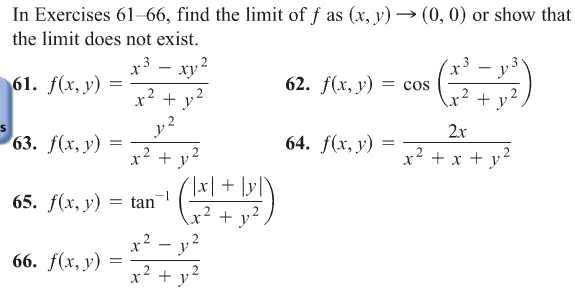 In Exercises 61–66, find the limit of f as (x, y) → (0, 0) or show that
the limit does not exist.
61. f(x, y) = (x³ − xy²)/(x² + y²)
62. f(x, y) = cos ((x³ − y³)/(x² + y²))
s
63. f(x, y) = y²/(x² + y²)
64. f(x, y) = 2x/(x² + x + y²)
65. f(x, y) = tan⁻¹ ((|x| + |y|)/(x² + y²))
66. f(x, y) = (x² − y²)/(x² + y²)